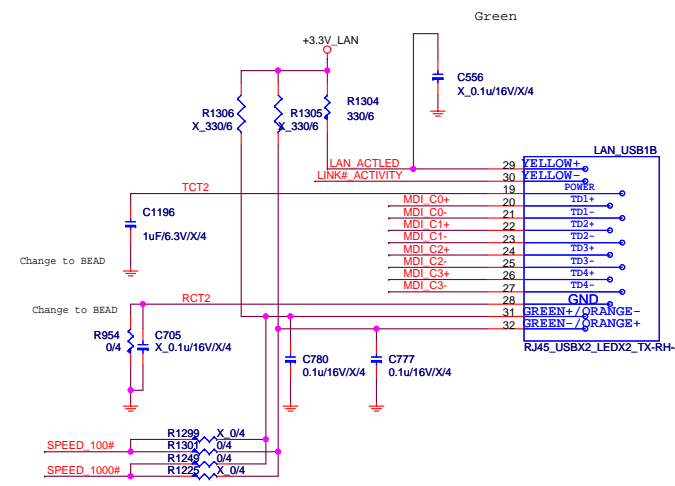 Green
+3.3V_LAN
C556
X_0.1u/16V/X/4
R1306
X_330/6
R1305
X_330/6
R1304
330/6
LAN_USB1B
LAN_ACTLED
29
YELLOW+
LINK#_ACTIVITY
30
YELLOW-
TCT2
19
POWER
MDI_C0+
20
TD1+
MDI_C0-
21
TD1-
MDI_C1+
22
TD2+
MDI_C1-
23
TD2-
MDI_C2+
24
TD3+
MDI_C2-
25
TD3-
MDI_C3+
26
TD4+
MDI_C3-
27
TD4-
C1196
1uF/6.3V/X/4
Change to BEAD
RCT2
28
GND
31
GREEN+/ORANGE-
32
GREEN-/ORANGE+
RJ45_USBX2_LEDX2_TX-RH-
Change to BEAD
R954
0/4
C705
X_0.1u/16V/X/4
C780
0.1u/16V/X/4
C777
0.1u/16V/X/4
R1299
X_0/4
SPEED_100#
R1301
0/4
R1249
0/4
SPEED_1000#
R1225
X_0/4